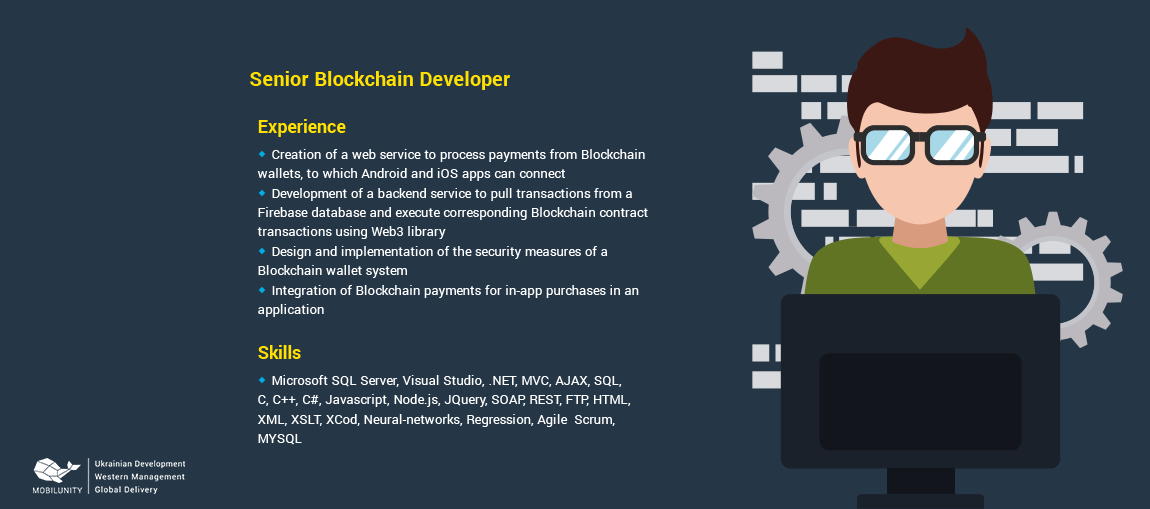 Senior Blockchain Developer
Experience
Creation of a web service to process payments from Blockchain
wallets, to which Android and iOS apps can connect
Development of a backend service to pull transactions from a
Firebase database and execute corresponding Blockchain contract
transactions using Web3 library
Design and implementation of the security measures of a
Blockchain wallet system
Integration of Blockchain payments for in-app purchases in an
application
Skills
Microsoft SQL Server, Visual Studio, .NET, MVC, AJAX, SQL,
C, C++, C#, Javascript, Node.js, JQuery, SOAP, REST, FTP, HTML,
XML, XSLT, XCod, Neural-networks, Regression, Agile Scrum,
MYSQL
MOBILUNITY
Ukrainian Development
Western Management
Global Delivery